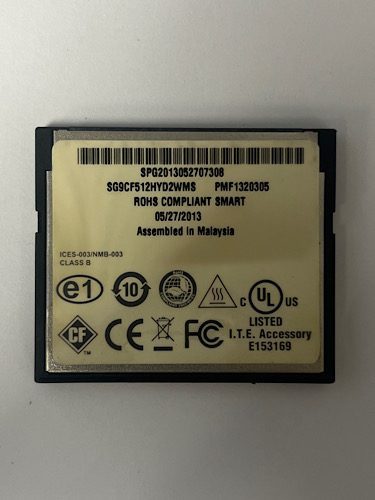 SPG2013052707308
SG9CF512HYD2WMS PMF1320305
ROHS COMPLIANT SMART
05/27/2013
Assembled in Malaysia
ICES-003/NMB-003
CLASS B
e1 10 C UL US
LISTED
CF TM CE FC I.T.E. Accessory
E153169